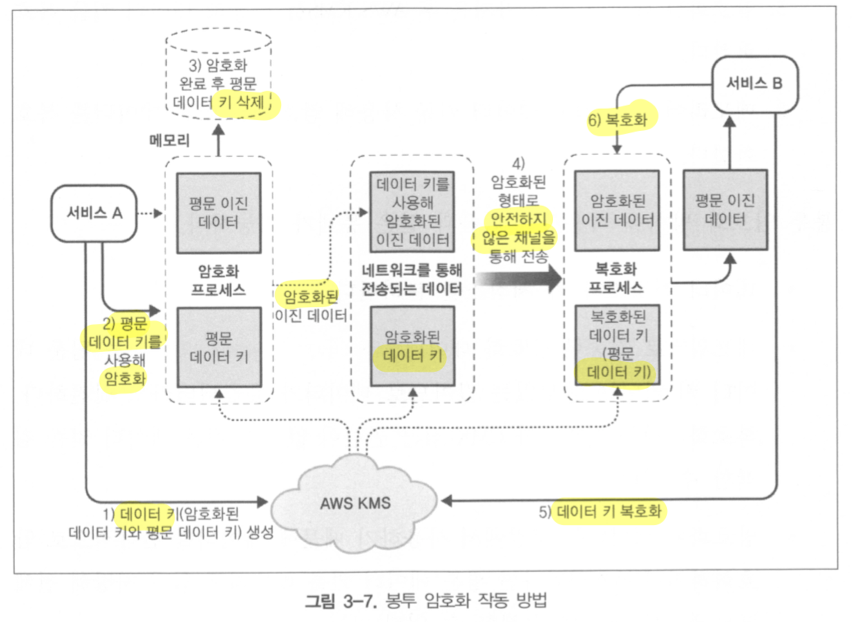 3) 암호화
완료 후 평문
데이터 키 삭제
메모리
서비스 A
평문 이진
데이터
암호화
프로세스
평문
데이터 키
2) 평문
데이터 키를
사용해
암호화
암호화된
이진 데이터
데이터 키를
사용해
암호화된
이진 데이터
네트워크를 통해
전송되는 데이터
암호화된
데이터 키
4)
암호화된
형태로
안전하지
않은 채널을
통해 전송
서비스 B
6) 복호화
암호화된
이진 데이터
복호화
프로세스
복호화된
데이터 키
(평문
데이터 키)
평문 이진
데이터
AWS KMS
1) 데이터 키(암호화된
데이터 키와 평문 데이터 키) 생성
5) 데이터 키 복호화
그림 3-7. 봉투 암호화 작동 방법